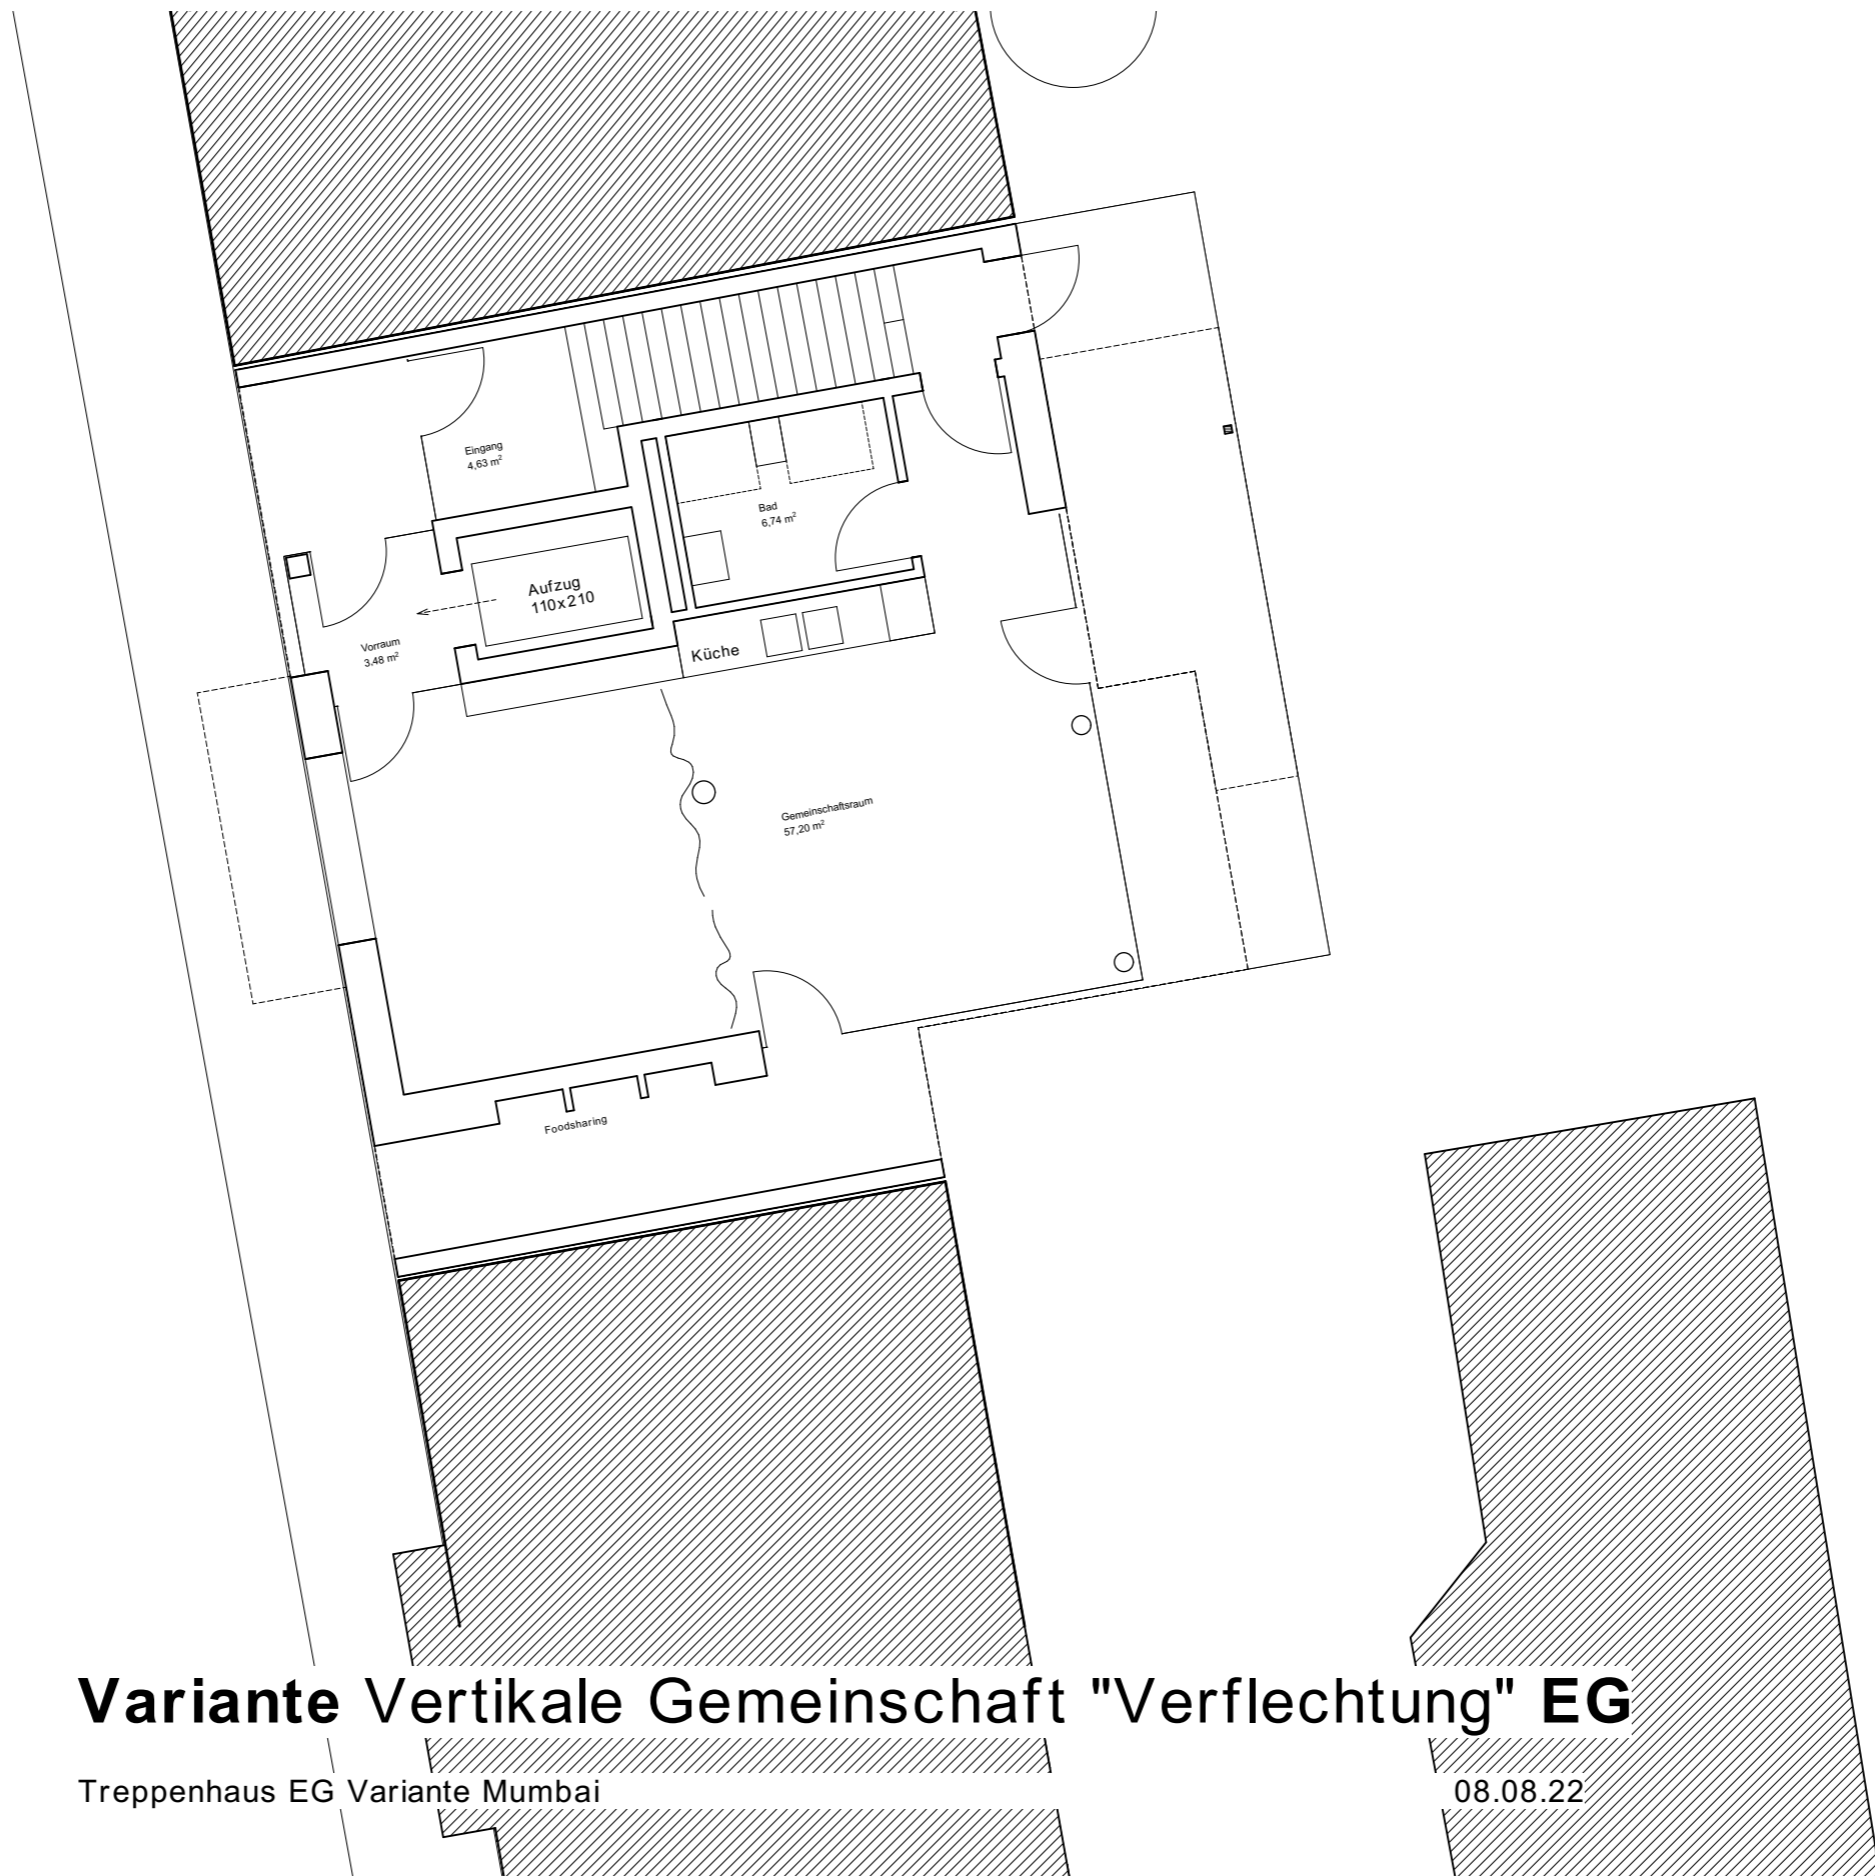 Eingang
4,63 m²
Bad
6,74 m²
Aufzug
110x210
Vorraum
3,48 m²
Küche
Gemeinschaftsraum
57,20 m²
Foodsharing
Variante Vertikale Gemeinschaft "Verflechtung" EG
Treppenhaus EG Variante Mumbai 08.08.22